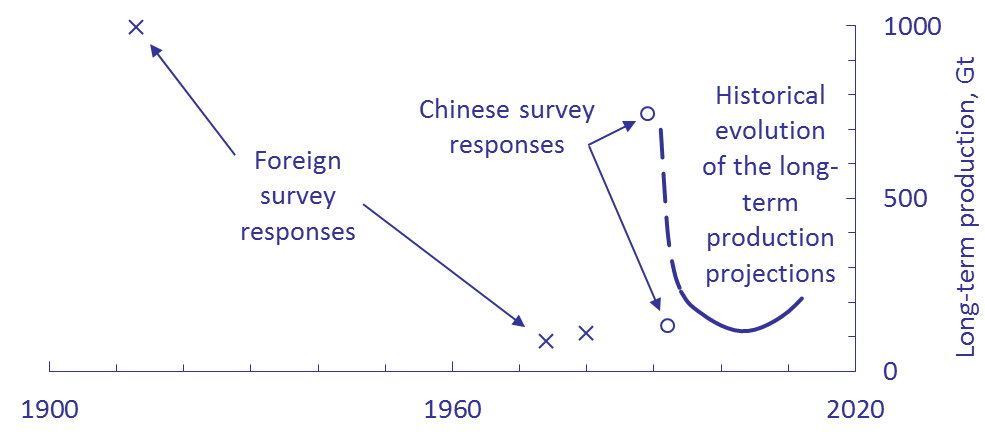 1000
Chinese survey
responses
Historical
evolution
of the long-
term
production
projections
Foreign
survey
responses
500
0
Long-term production, Gt
1900
1960
2020